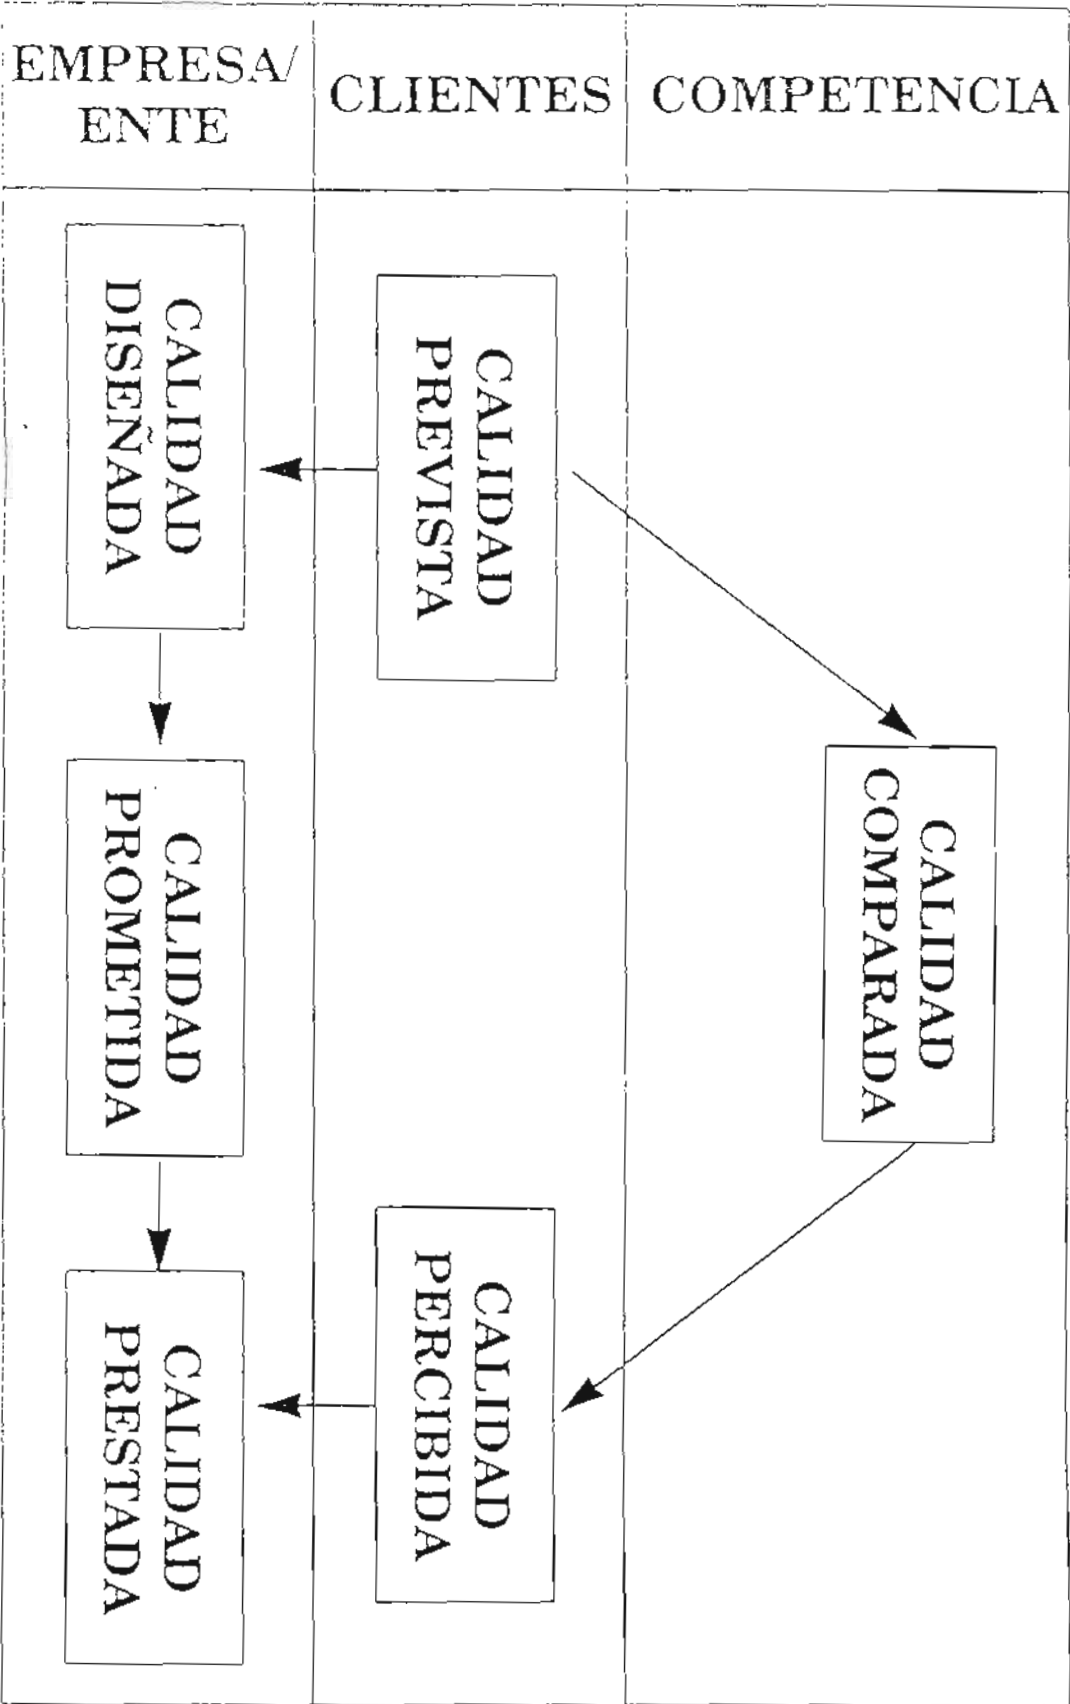 EMPRESA/
ENTE
CLIENTES
COMPETENCIA
CALIDAD
DISEÑADA
CALIDAD
PREVISTA
CALIDAD
COMPARADA
CALIDAD
PROMETIDA
CALIDAD
PERCIBIDA
CALIDAD
PRESTADA